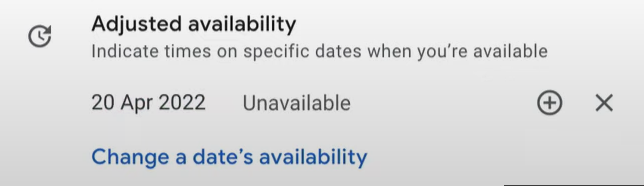 Adjusted availability
Indicate times on specific dates when you're available
20 Apr 2022 Unavailable
Change a date's availability